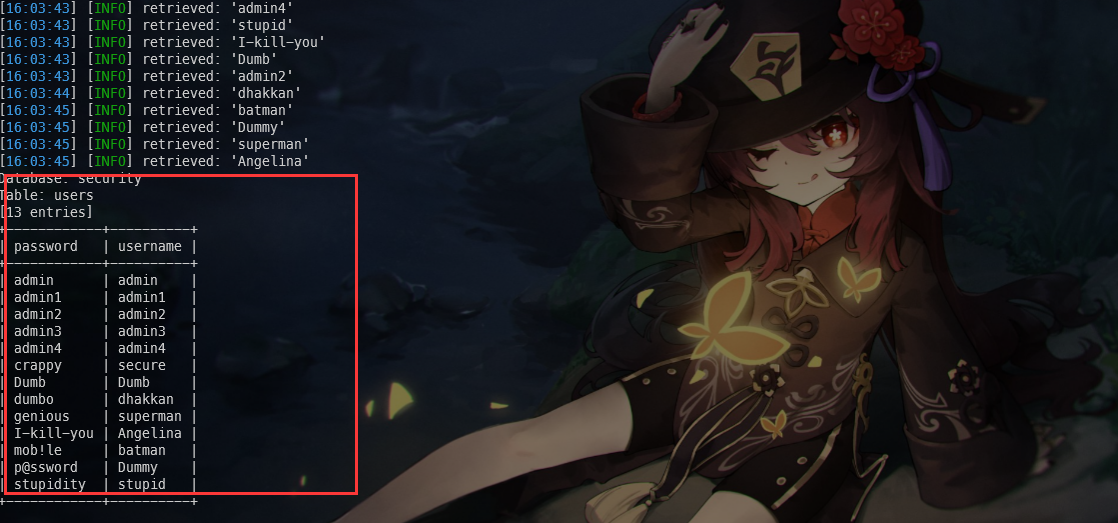 [16:03:43] [INFO] retrieved: 'admin4'
[16:03:43] [INFO] retrieved: 'stupid'
[16:03:43] [INFO] retrieved: 'I-kill-you'
[16:03:43] [INFO] retrieved: 'Dumb'
[16:03:43] [INFO] retrieved: 'admin2'
[16:03:44] [INFO] retrieved: 'dhakkan'
[16:03:45] [INFO] retrieved: 'batman'
[16:03:45] [INFO] retrieved: 'Dummy'
[16:03:45] [INFO] retrieved: 'superman'
[16:03:45] [INFO] retrieved: 'Angelina'
Database: security
Table: users
[13 entries]
+------------+----------+
| password   | username |
+------------+----------+
| admin      | admin    |
| admin1     | admin1   |
| admin2     | admin2   |
| admin3     | admin3   |
| admin4     | admin4   |
| crappy     | secure   |
| Dumb       | Dumb     |
| dumbo      | dhakkan  |
| genious    | superman |
| I-kill-you | Angelina |
| mob!le     | batman   |
| p@ssword   | Dummy    |
| stupidity  | stupid   |
+------------+----------+